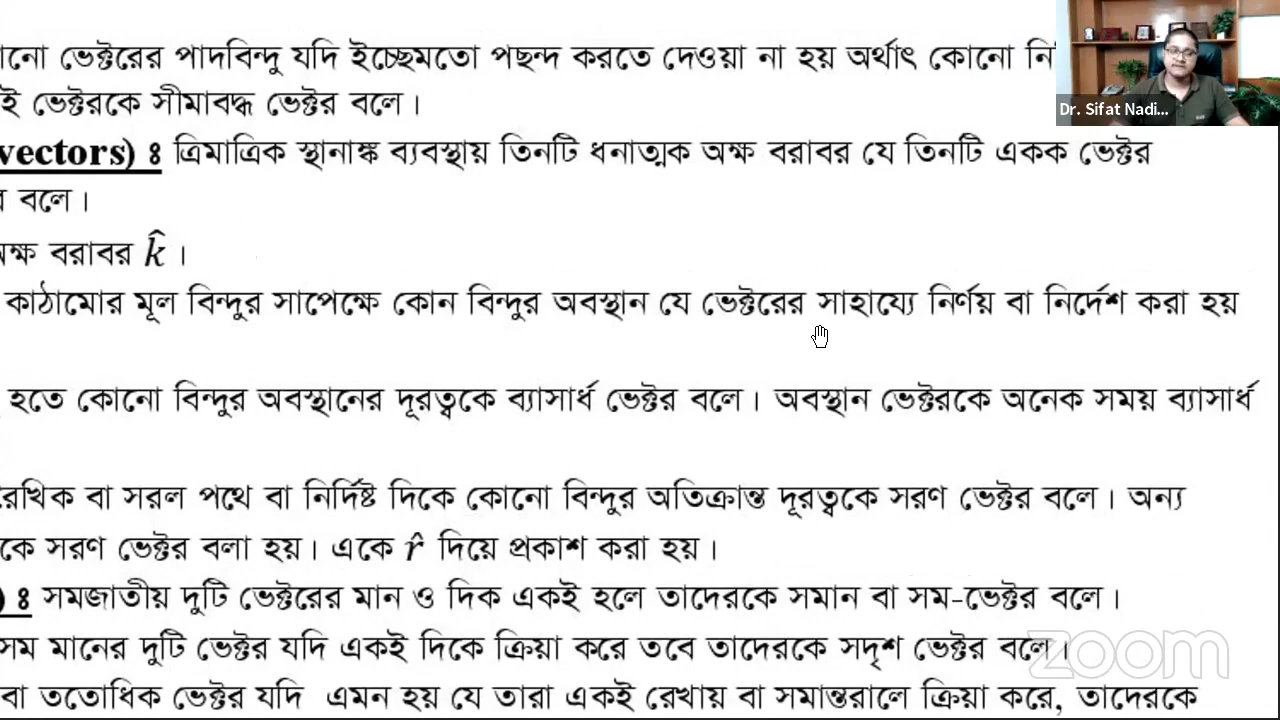 ভেক্টরের পাদবিন্দু যদি ইচ্ছেমতো পছন্দ করতে দেওয়া না হয় অর্থাৎ কোনো
ভেক্টরকে সীমাবদ্ধ ভেক্টর বলে।
vectors) ঃ ত্রিমাত্রিক স্থানাঙ্ক ব্যবস্থায় তিনটি ধনাত্মক অক্ষ বরাবর যে তিনটি একক ভেক্টর
বলে।
বরাবর k̂ ।
কাঠামোর মূল বিন্দুর সাপেক্ষে কোন বিন্দুর অবস্থান যে ভেক্টরের সাহায্যে নির্ণয় বা নির্দেশ করা হয়
হতে কোনো বিন্দুর অবস্থানের দূরত্বকে ব্যাসার্ধ ভেক্টর বলে। অবস্থান ভেক্টরকে অনেক সময় ব্যাসার্ধ
বা সরল পথে বা নির্দিষ্ট দিকে কোনো বিন্দুর অতিক্রান্ত দূরত্বকে সরণ ভেক্টর বলে। অন্য
কে সরণ ভেক্টর বলা হয়। একে r̂ দিয়ে প্রকাশ করা হয়।
) ঃ সমজাতীয় দুটি ভেক্টরের মান ও দিক একই হলে তাদেরকে সমান বা সম-ভেক্টর বলে।
সম মানের দুটি ভেক্টর যদি একই দিকে ক্রিয়া করে তবে তাদেরকে সদৃশ ভেক্টর বলে।
বা ততোধিক ভেক্টর যদি এমন হয় যে তারা একই রেখায় বা সমান্তরালে ক্রিয়া করে, তাদেরকে
Dr. Sifat Nadi...
zoom